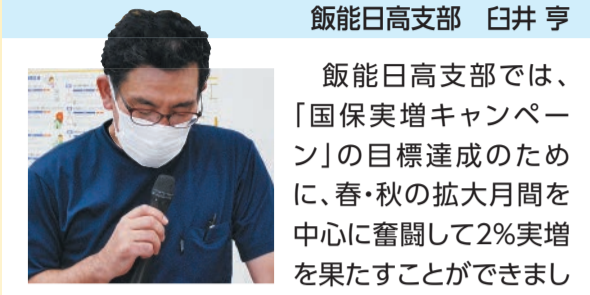 飯能日高支部　臼井 亨
　飯能日高支部では、
「国保実増キャンペー
ン」の目標達成のため
に、春・秋の拡大月間を
中心に奮闘して2%実増
を果たすことができまし